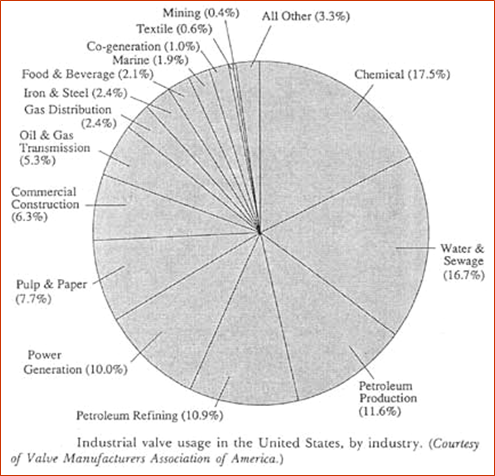 Mining (0.4%)
All Other (3.3%)
Textile (0.6%)
Co-generation (1.0%)
Marine (1.9%)
Chemical (17.5%)
Food & Beverage (2.1%)
Iron & Steel (2.4%)
Gas Distribution
(2.4%)
Oil & Gas
Transmission
(5.3%)
Commercial
Construction
(6.3%)
Water &
Sewage
(16.7%)
Pulp & Paper
(7.7%)
Power
Generation (10.0%)
Petroleum
Production
(11.6%)
Petroleum Refining (10.9%)
Industrial valve usage in the United States, by industry. (Courtesy
of Valve Manufacturers Association of America.)